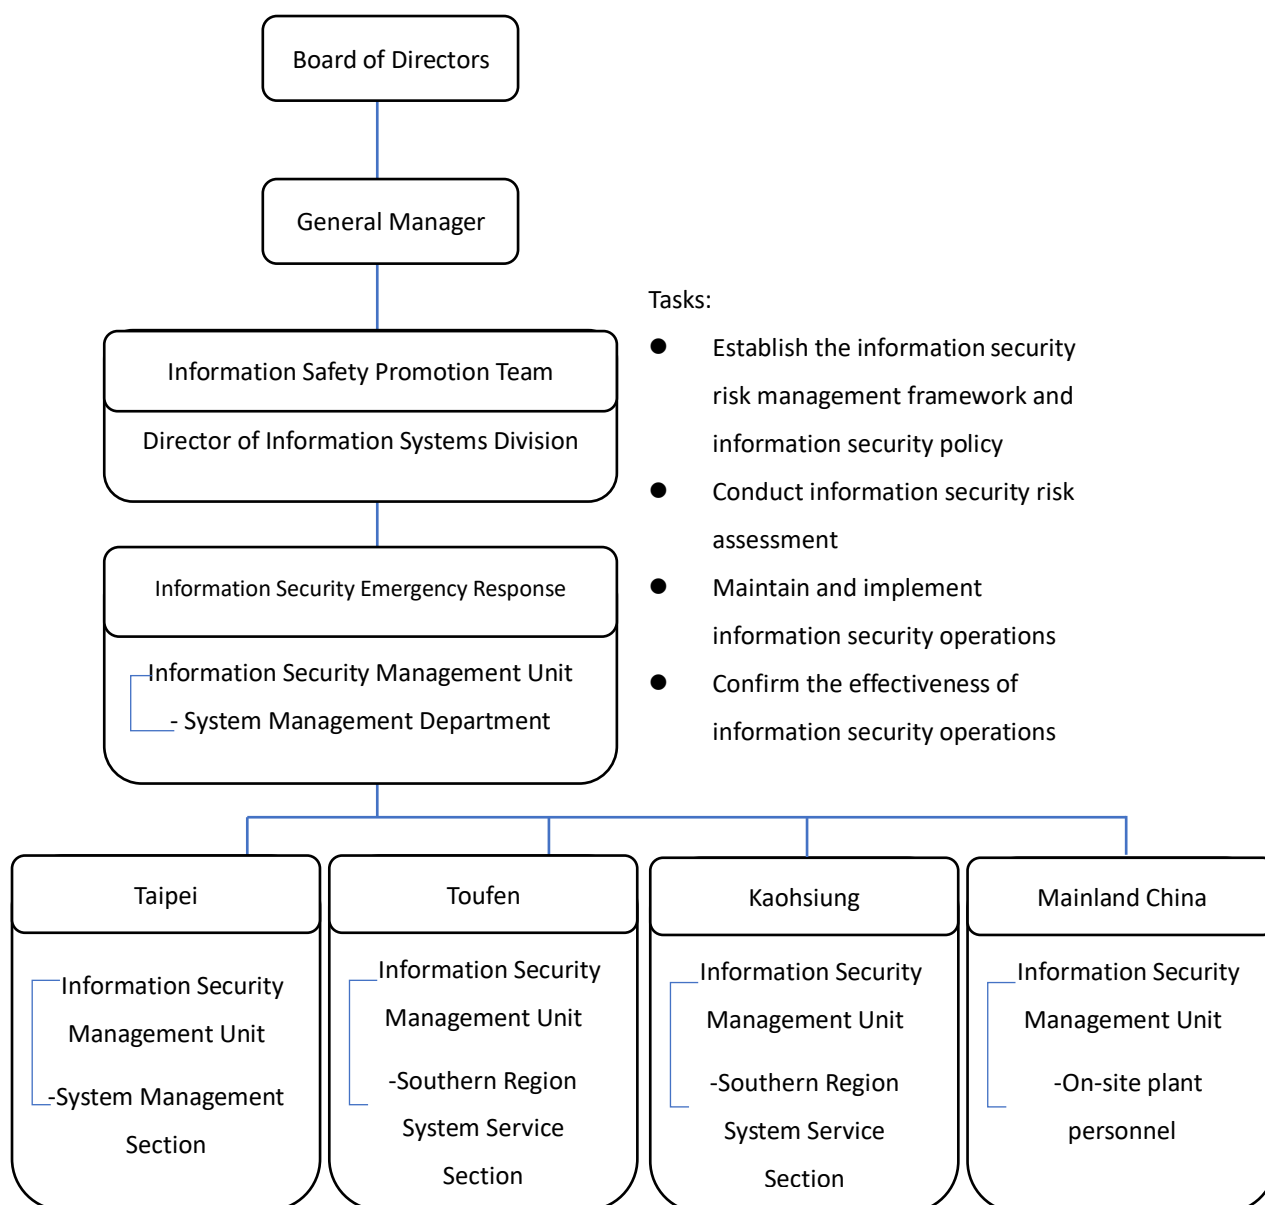 Board of Directors
General Manager
Information Safety Promotion Team
Director of Information Systems Division
Tasks:
● Establish the information security
risk management framework and
information security policy
● Conduct information security risk
assessment
● Maintain and implement
information security operations
● Confirm the effectiveness of
information security operations
Information Security Emergency Response
Information Security Management Unit
- System Management Department
Taipei
Information Security
Management Unit
-System Management
Section
Toufen
Information Security
Management Unit
-Southern Region
System Service
Section
Kaohsiung
Information Security
Management Unit
-Southern Region
System Service
Section
Mainland China
Information Security
Management Unit
-On-site plant
personnel